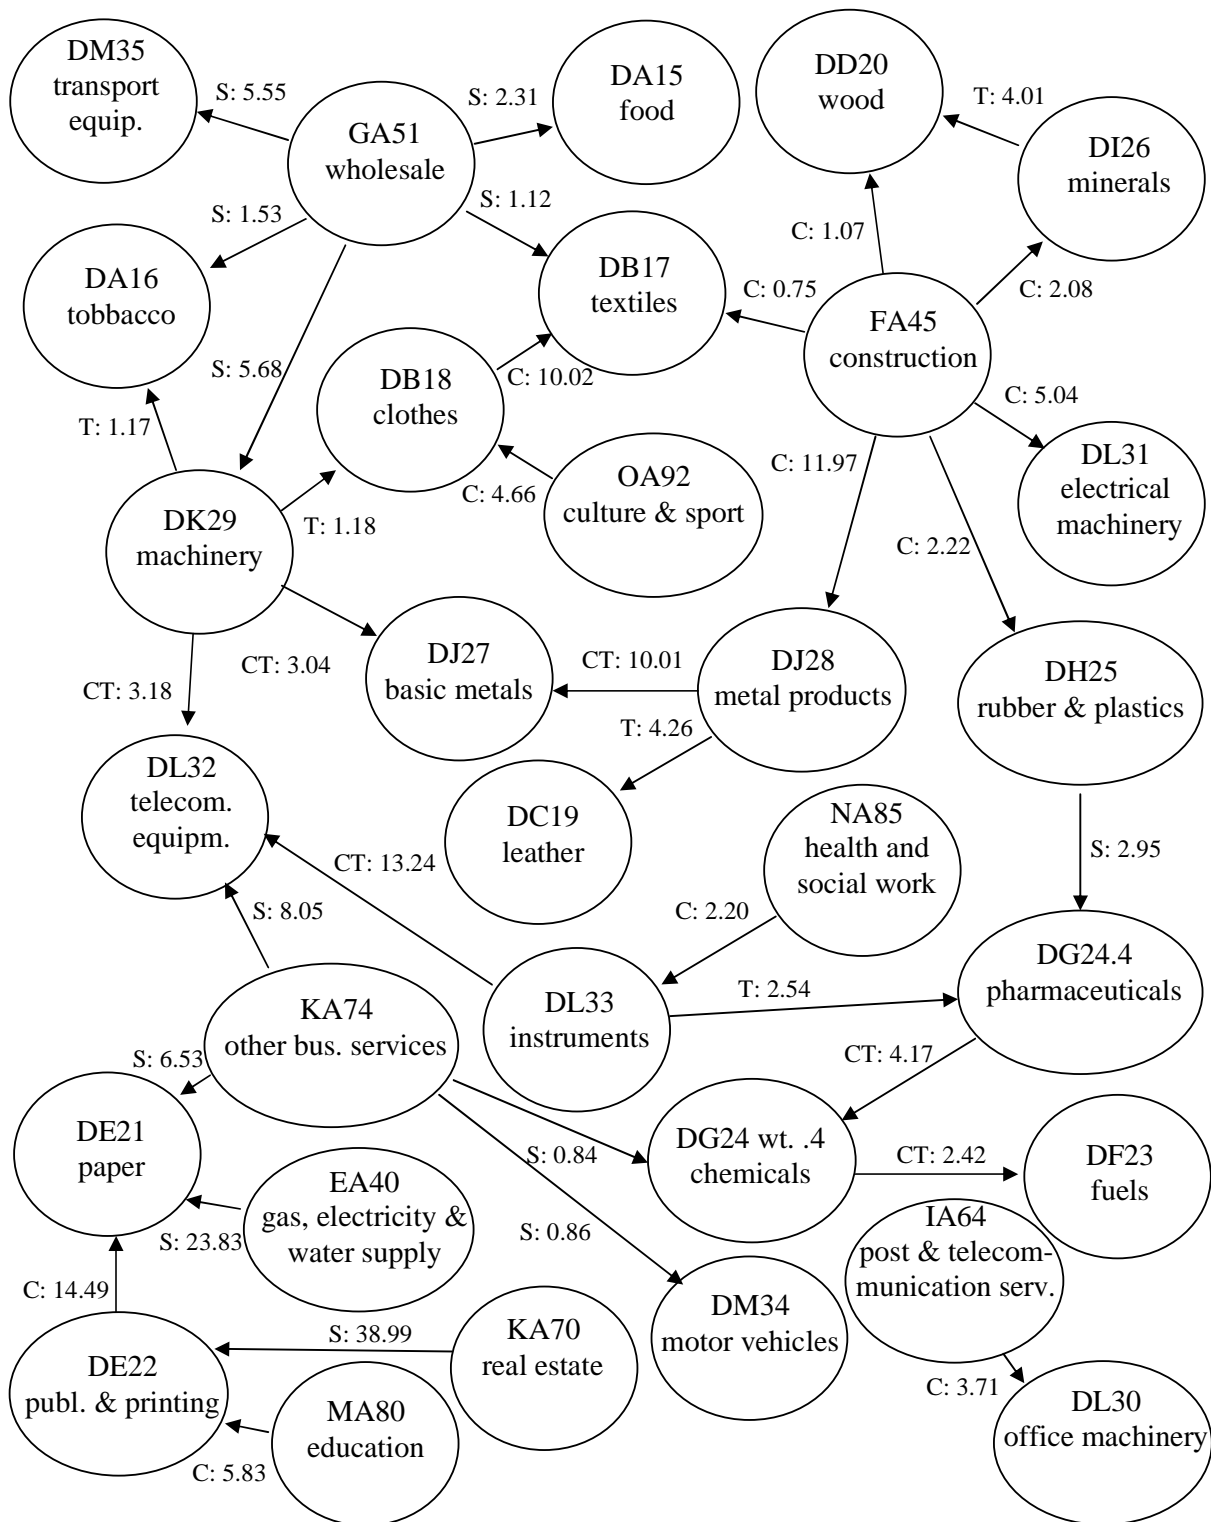 DM35
transport
equip.
S: 5.55
GA51
wholesale
S: 2.31
DA15
food
DD20
wood
T: 4.01
DI26
minerals
S: 1.53
S: 1.12
C: 1.07
DA16
tobbacco
DB17
textiles
C: 0.75
C: 2.08
FA45
construction
S: 5.68
DB18
clothes
C: 10.02
T: 1.17
C: 5.04
C: 11.97
DL31
electrical
machinery
OA92
culture & sport
C: 4.66
DK29
machinery
T: 1.18
C: 2.22
CT: 3.04
DJ27
basic metals
CT: 10.01
DJ28
metal products
DH25
rubber & plastics
CT: 3.18
T: 4.26
DL32
telecom.
equipm.
DC19
leather
NA85
health and
social work
S: 2.95
CT: 13.24
S: 8.05
C: 2.20
DG24.4
pharmaceuticals
T: 2.54
KA74
other bus. services
DL33
instruments
S: 6.53
CT: 4.17
DE21
paper
DG24 wt. .4
chemicals
S: 0.84
CT: 2.42
DF23
fuels
EA40
gas, electricity &
water supply
S: 23.83
S: 0.86
IA64
post & telecom-
munication serv.
C: 14.49
DM34
motor vehicles
S: 38.99
KA70
real estate
DE22
publ. & printing
C: 3.71
DL30
office machinery
MA80
education
C: 5.83